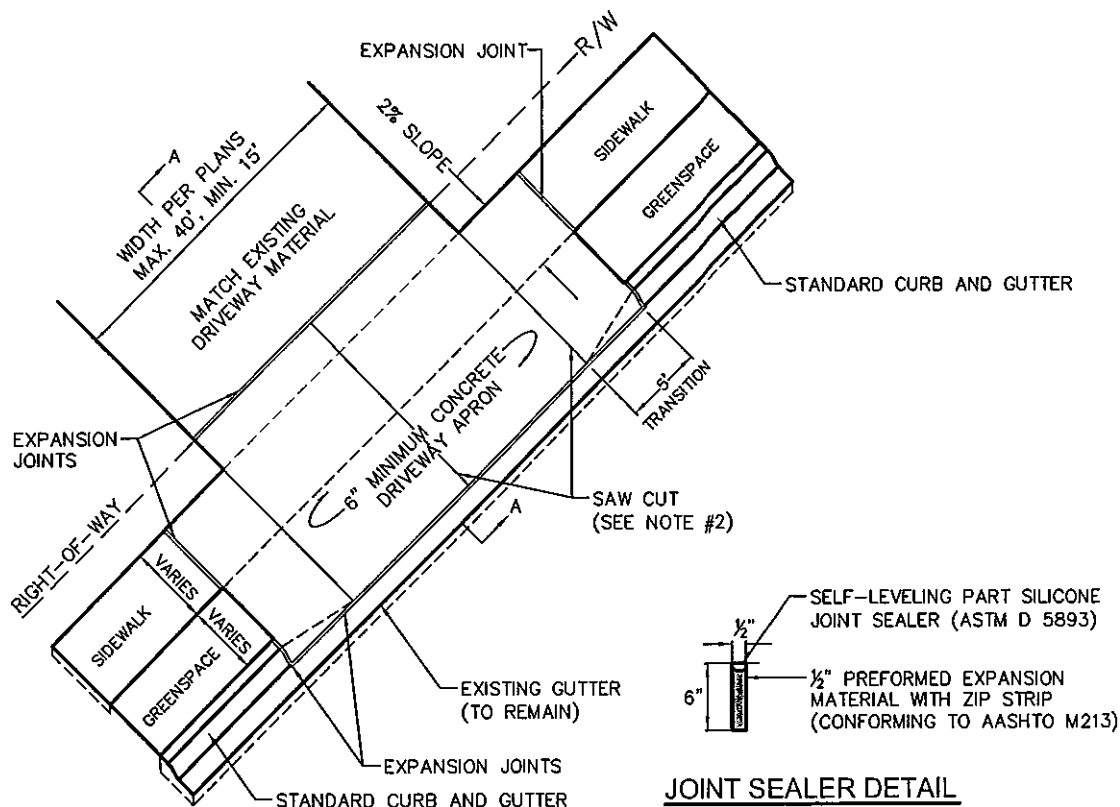 EXPANSION JOINT
R/W
2% SLOPE
SIDEWALK
GREENSPACE
A
WIDTH PER PLANS
MAX. 40', MIN. 15'
MATCH EXISTING
DRIVEWAY MATERIAL
STANDARD CURB AND GUTTER
5'
TRANSITION
6" MINIMUM CONCRETE
DRIVEWAY APRON
EXPANSION
JOINTS
SAW CUT
(SEE NOTE #2)
A
RIGHT-OF-WAY
VARIES
VARIES
SIDEWALK
GREENSPACE
EXISTING GUTTER
(TO REMAIN)
EXPANSION JOINTS
STANDARD CURB AND GUTTER
½"
6"
SELF-LEVELING PART SILICONE
JOINT SEALER (ASTM D 5893)
½" PREFORMED EXPANSION
MATERIAL WITH ZIP STRIP
(CONFORMING TO AASHTO M213)
JOINT SEALER DETAIL